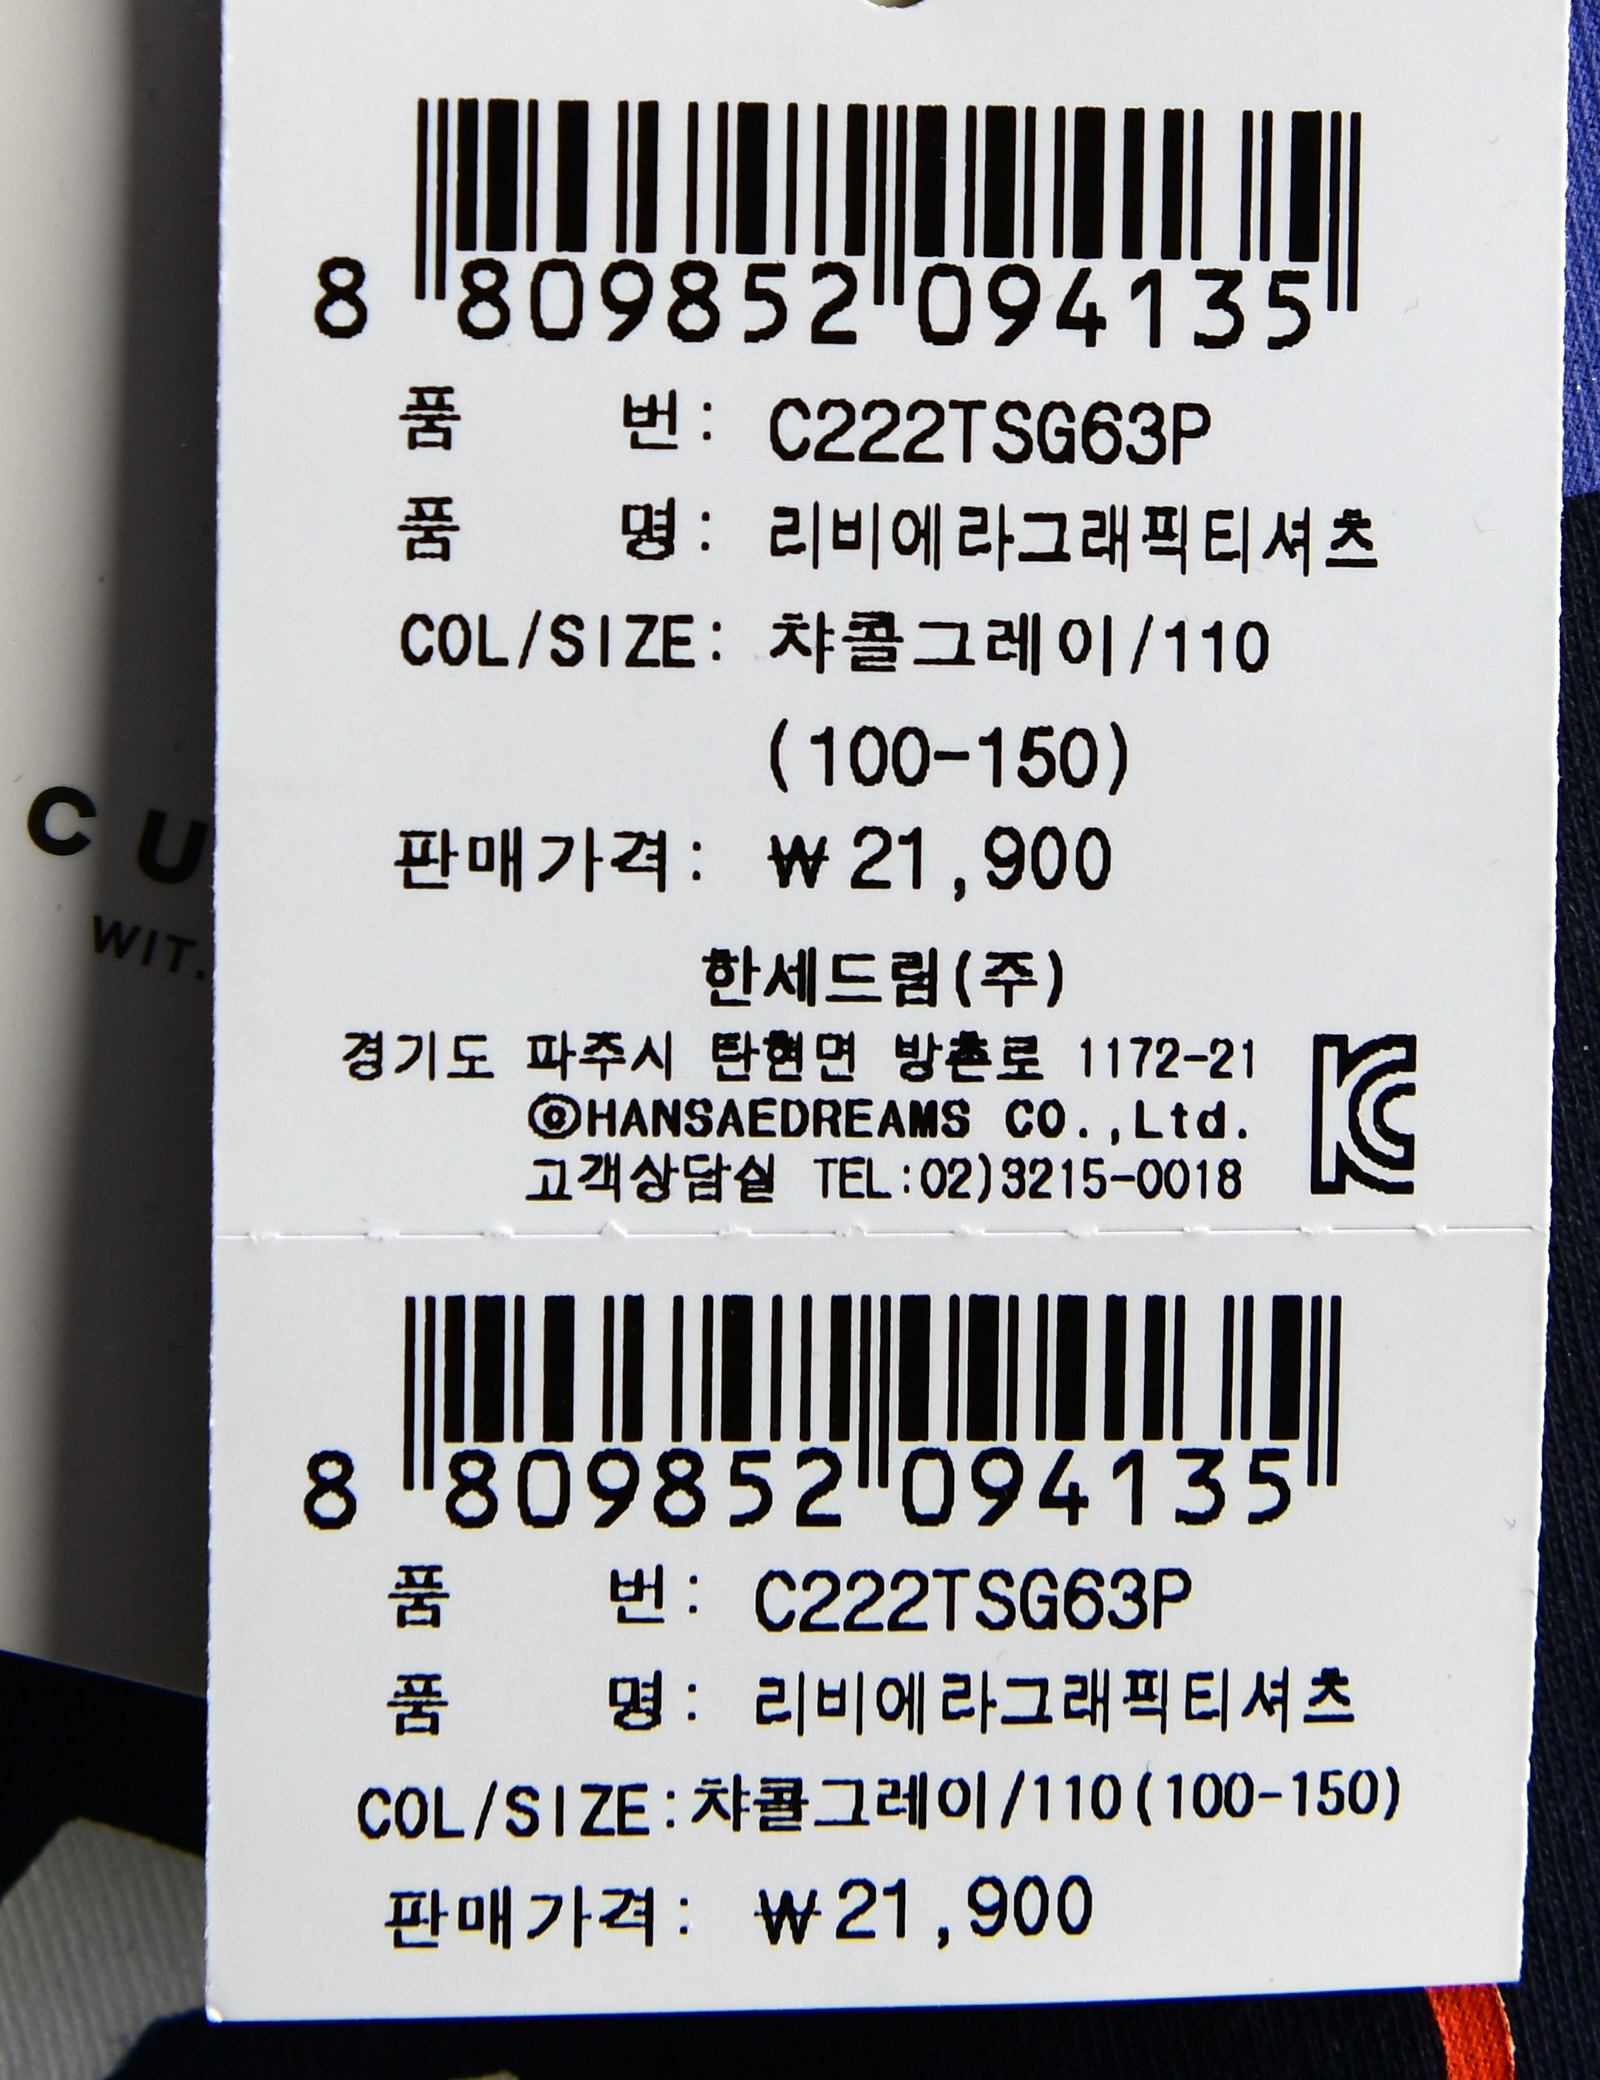 8 809852 094135
품 번: C222TSG63P
품 명: 리비에라그래픽티셔츠
COL/SIZE: 챠콜그레이/110
(100-150)
판매가격: ₩21,900
한세드림(주)
경기도 파주시 탄현면 방촌로 1172-21
©HANSAEDREAMS CO.,Ltd.
고객상담실 TEL:02)3215-0018
KC
8 809852 094135
품 번: C222TSG63P
품 명: 리비에라그래픽티셔츠
COL/SIZE:챠콜그레이/110(100-150)
판매가격: ₩21,900
CU
WIT.